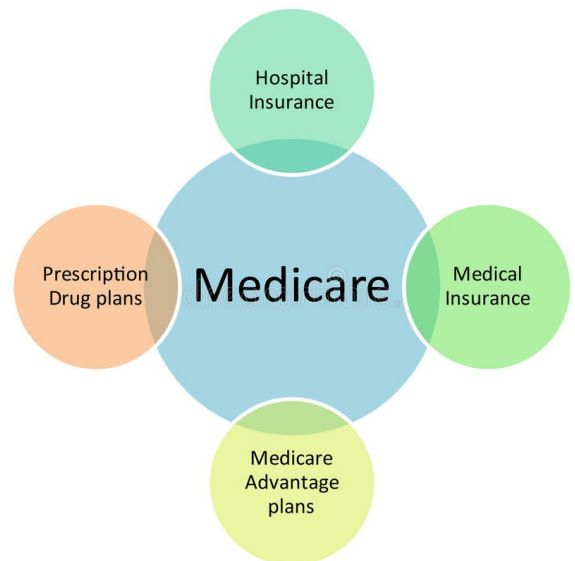 Hospital
Insurance
Prescription
Drug plans
Medicare
Medical
Insurance
Medicare
Advantage
plans